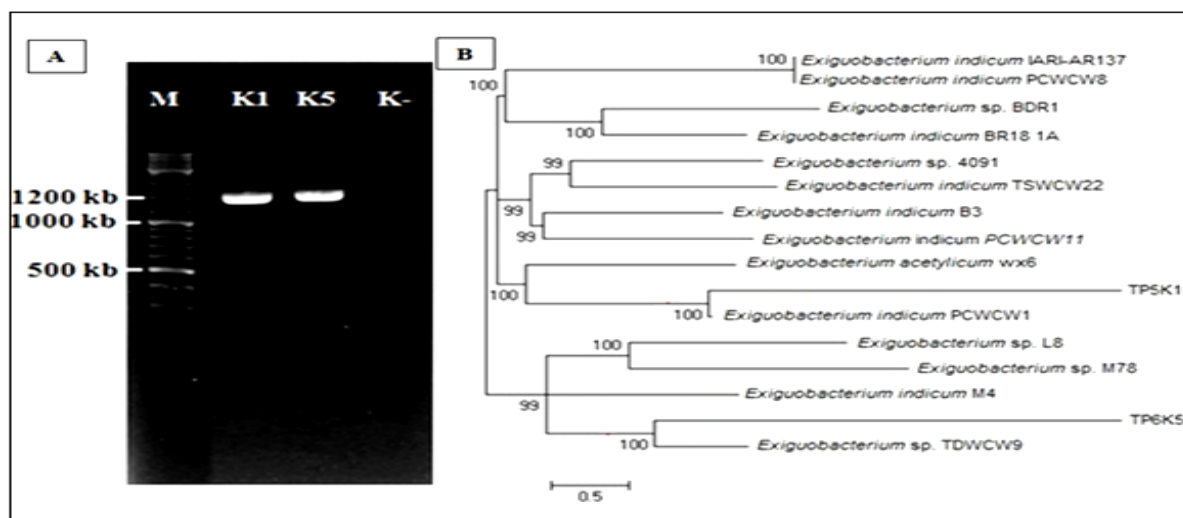 A
M K1 K5 K-
1200 kb
1000 kb
500 kb
B
100 Exiguobacterium indicum IARI-AR137
Exiguobacterium indicum PCWCW8
100
Exiguobacterium sp. BDR1
100
Exiguobacterium indicum BR18 1A
99 Exiguobacterium sp. 4091
Exiguobacterium indicum TSWCW22
99
Exiguobacterium indicum B3
99
Exiguobacterium indicum PCWCW11
Exiguobacterium acetylicum wx6
100
TP5K1
100 Exiguobacterium indicum PCWCW1
100 Exiguobacterium sp. L8
Exiguobacterium sp. M78
Exiguobacterium indicum M4
99
TP6K5
100 Exiguobacterium sp. TDWCW9
0.5